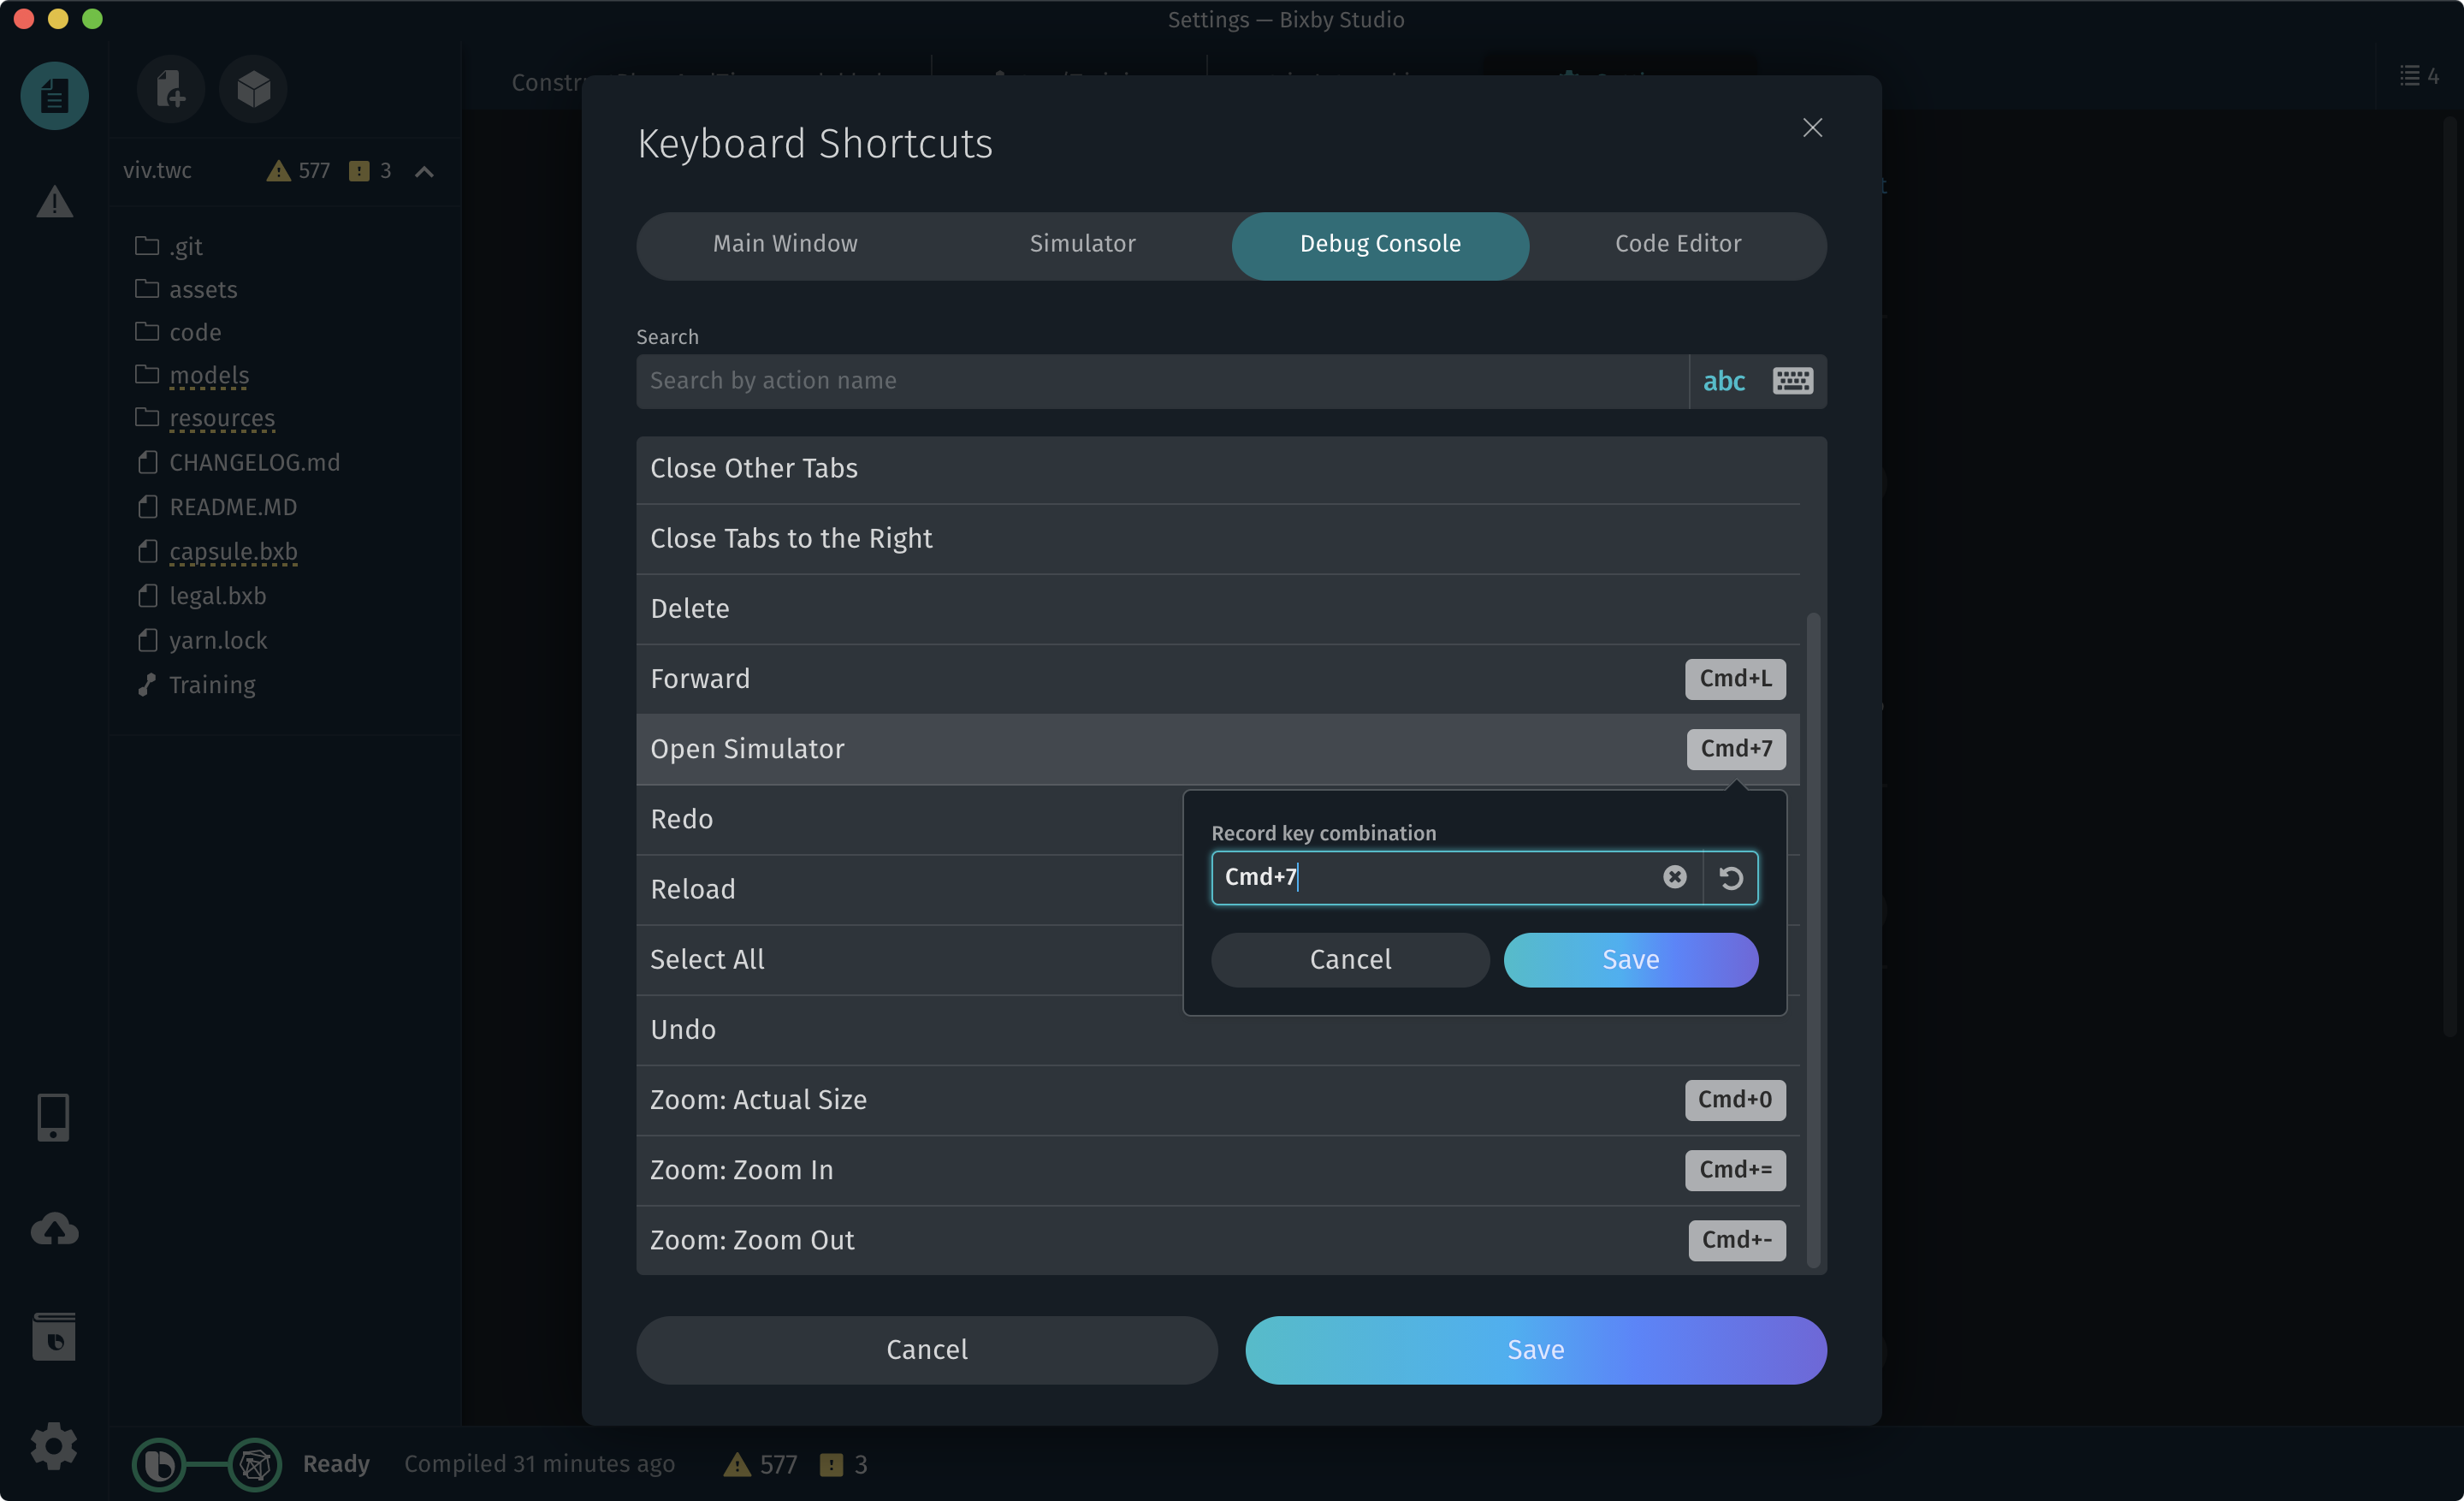 Settings — Bixby Studio
Constr
4
viv.twc 577 3
.git
assets
code
models
resources
CHANGELOG.md
README.MD
capsule.bxb
legal.bxb
yarn.lock
Training
Keyboard Shortcuts
Main Window Simulator Debug Console Code Editor
Search
Search by action name abc
Close Other Tabs
Close Tabs to the Right
Delete
Forward Cmd+L
Open Simulator Cmd+7
Redo
Record key combination
Cmd+7
Reload
Select All
Cancel Save
Undo
Zoom: Actual Size Cmd+0
Zoom: Zoom In Cmd+=
Zoom: Zoom Out Cmd+-
Cancel Save
Ready Compiled 31 minutes ago 577 3